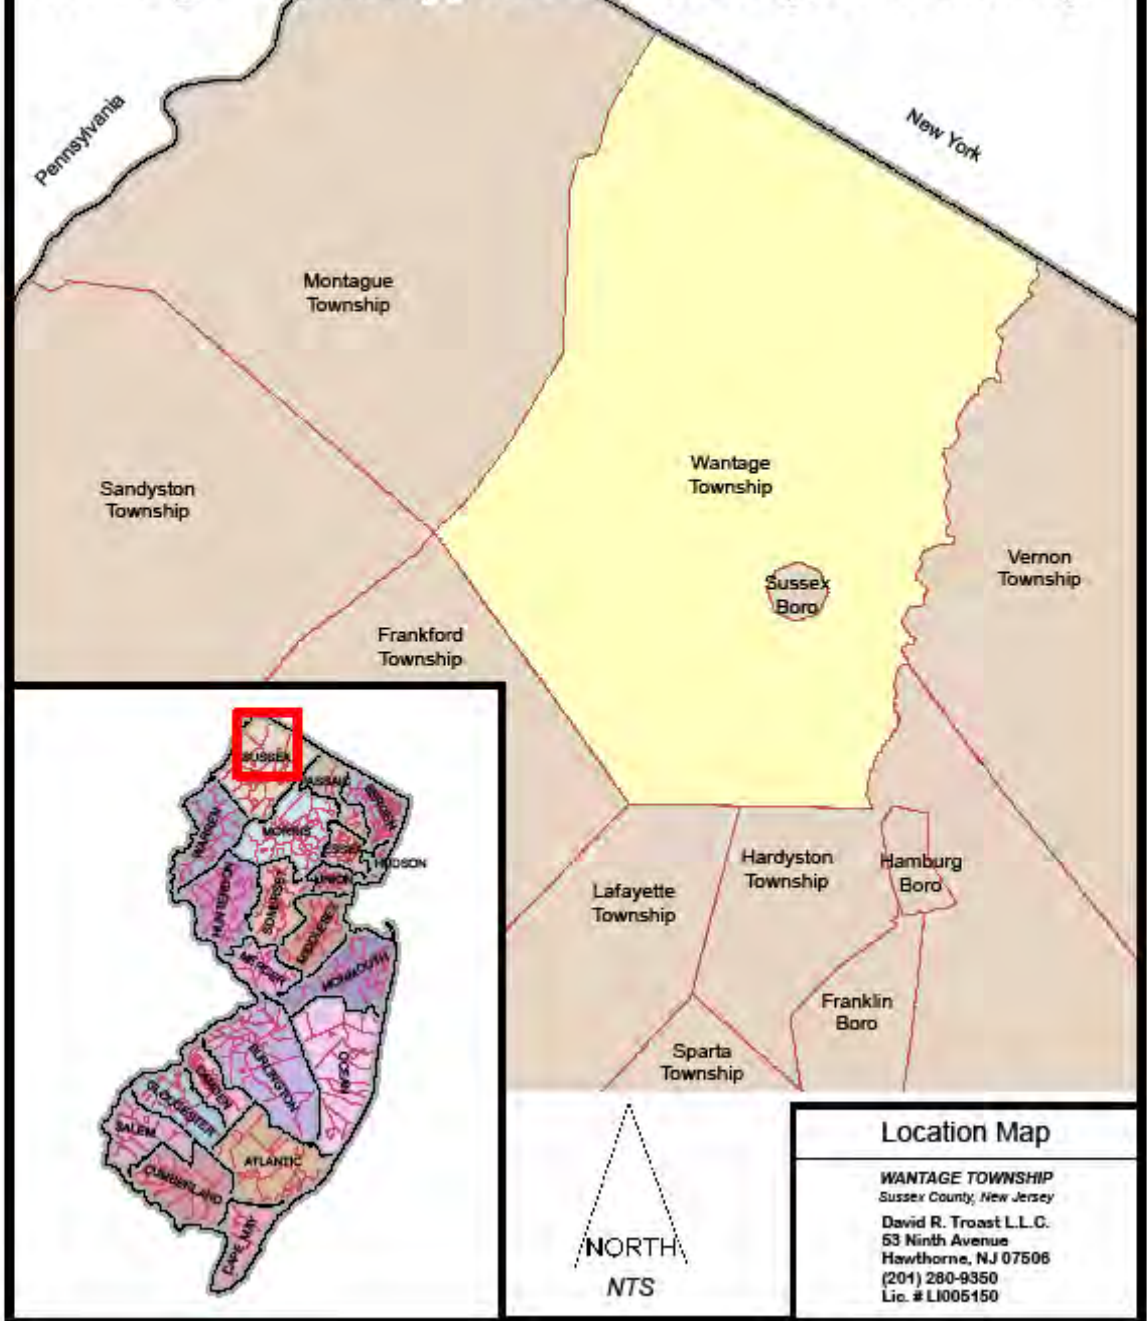 Pennsylvania
New York
Montague
Township
Wantage
Township
Sandyston
Township
Sussex
Boro
Vernon
Township
Frankford
Township
Hardyston
Township
Hamburg
Boro
Lafayette
Township
Franklin
Boro
Sparta
Township
SUSSEX
PASSAIC
BERGEN
WARREN
MORRIS
ESSEX
HUDSON
UNION
HUNTERDON
SOMERSET
MIDDLESEX
MERCER
MONMOUTH
OCEAN
BURLINGTON
CAMDEN
GLOUCESTER
SALEM
ATLANTIC
CUMBERLAND
CAPE MAY
NORTH
NTS
Location Map
WANTAGE TOWNSHIP
Sussex County, New Jersey
David R. Troast L.L.C.
53 Ninth Avenue
Hawthorne, NJ 07506
(201) 280-9350
Lic. # LI005150